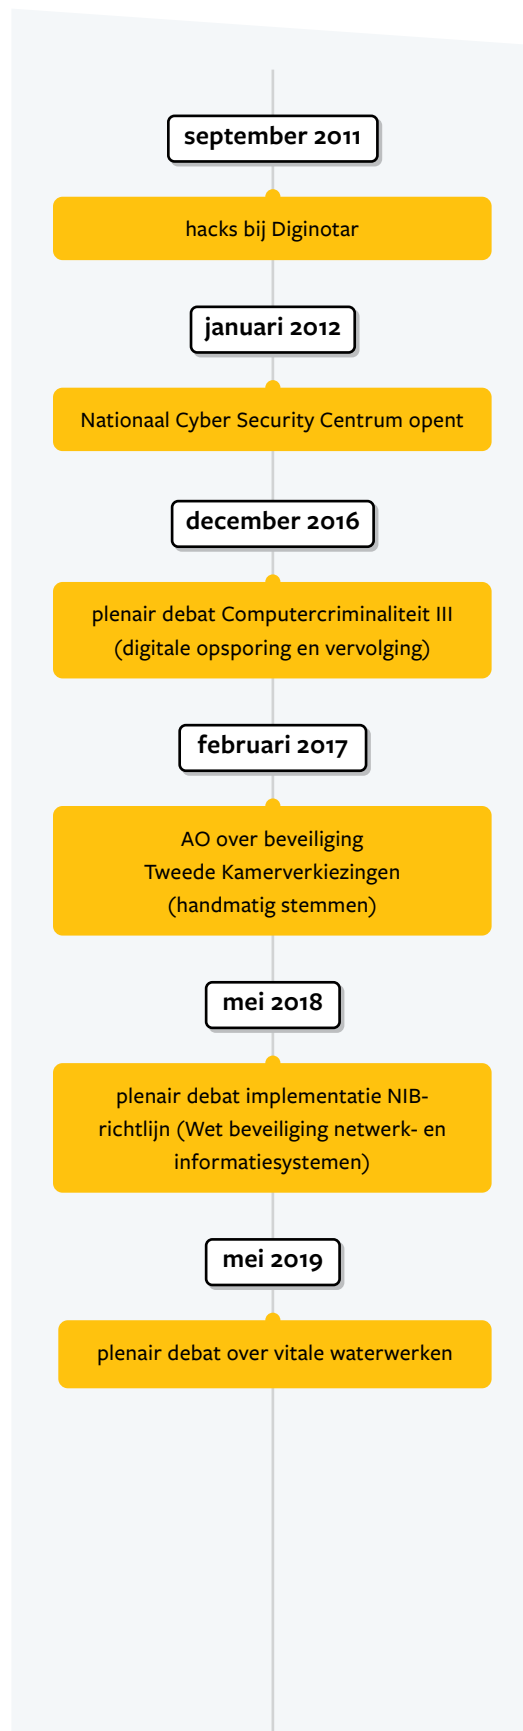 september 2011
hacks bij Diginotar
januari 2012
Nationaal Cyber Security Centrum opent
december 2016
plenair debat Computercriminaliteit III
(digitale opsporing en vervolging)
februari 2017
AO over beveiliging
Tweede Kamerverkiezingen
(handmatig stemmen)
mei 2018
plenair debat implementatie NIB-
richtlijn (Wet beveiliging netwerk- en
informatiesystemen)
mei 2019
plenair debat over vitale waterwerken